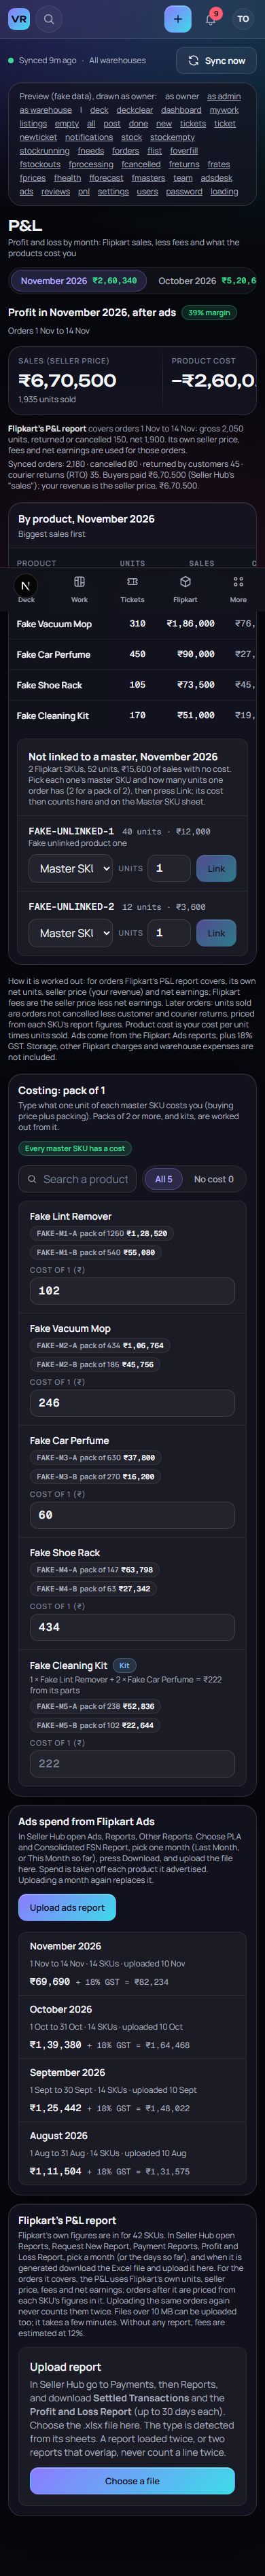 VR
+
9
TO
Synced 9m ago · All warehouses
Sync now
Preview (fake data), drawn as owner: as owner as admin
as warehouse | deck deckclear dashboard mywork
listings empty all post done new tickets ticket
newticket notifications stock stockempty
stockrunning fneeds forders flist foverfill
fstockouts fprocessing fcancelled freturns frates
fprices fhealth fforecast fmasters team adsdesk
ads reviews pnl settings users password loading
P&L
Profit and loss by month: Flipkart sales, less fees and what the
products cost you
November 2026 ₹2,60,340
October 2026 ₹5,20,6
Profit in November 2026, after ads 39% margin
Orders 1 Nov to 14 Nov
SALES (SELLER PRICE)
₹6,70,500
1,935 units sold
PRODUCT COST
−₹2,60,0
Flipkart's P&L report covers orders 1 Nov to 14 Nov: gross 2,050
units, returned or cancelled 150, net 1,900. Its own seller price,
fees and net earnings are used for those orders.
Synced orders: 2,180 · cancelled 80 · returned by customers 45 ·
courier returns (RTO) 35. Buyers paid ₹6,70,500 (Seller Hub's
"sales"); your revenue is the seller price, ₹6,70,500.
By product, November 2026
Biggest sales first
PRODUCT UNITS SALES
N
Deck
Work
Tickets
Flipkart
More
Fake Vacuum Mop 310 ₹1,86,000 ₹76,
Fake Car Perfume 450 ₹90,000 ₹27,
Fake Shoe Rack 105 ₹73,500 ₹45,
Fake Cleaning Kit 170 ₹51,000 ₹19,
Not linked to a master, November 2026
2 Flipkart SKUs, 52 units, ₹15,600 of sales with no cost.
Pick each one's master and how many units one
order has (2 for a pack of 2), then press Link; its cost
then counts here and on the Master SKU sheet.
FAKE-UNLINKED-1 40 units · ₹12,000
Fake unlinked product one
Master SKU UNITS 1 Link
FAKE-UNLINKED-2 12 units · ₹3,600
Master SKU UNITS 1 Link
How it is worked out: for orders Flipkart's P&L report covers, its own
net units, seller price (your revenue) and net earnings; Flipkart
fees are the seller price less net earnings. Later orders: units sold
are orders not cancelled less customer and courier returns, priced
from each SKU's report figures. Product cost is your cost per unit
times units sold. Ads come from the Flipkart Ads reports, plus 18%
GST. Storage, other Flipkart charges and warehouse expenses are
not included.
Costing: pack of 1
Type what one unit of each master SKU costs you (buying
price plus packing). Packs of 2 or more, and kits, are worked
out from it.
Every master SKU has a cost
Search a product
All 5
No cost 0
Fake Lint Remover
FAKE-M1-A pack of 1260 ₹1,28,520
FAKE-M1-B pack of 540 ₹55,080
COST OF 1 (₹)
102
Fake Vacuum Mop
FAKE-M2-A pack of 434 ₹1,06,764
FAKE-M2-B pack of 186 ₹45,756
COST OF 1 (₹)
246
Fake Car Perfume
FAKE-M3-A pack of 630 ₹37,800
FAKE-M3-B pack of 270 ₹16,200
COST OF 1 (₹)
60
Fake Shoe Rack
FAKE-M4-A pack of 147 ₹63,798
FAKE-M4-B pack of 63 ₹27,342
COST OF 1 (₹)
434
Fake Cleaning Kit Kit
1 × Fake Lint Remover + 2 × Fake Car Perfume = ₹222
from its parts
FAKE-M5-A pack of 238 ₹52,836
FAKE-M5-B pack of 102 ₹22,644
COST OF 1 (₹)
222
Ads spend from Flipkart Ads
In Seller Hub open Ads, Reports, Other Reports. Choose PLA
and Consolidated FSN Report, pick one month (Last Month,
or This Month so far), press Download, and upload the file
here. Spend is taken off each product it advertised.
Uploading a month again replaces it.
Upload ads report
November 2026
1 Nov to 14 Nov · 14 SKUs · uploaded 10 Nov
₹69,690 + 18% GST = ₹82,234
October 2026
1 Oct to 31 Oct · 14 SKUs · uploaded 10 Oct
₹1,39,380 + 18% GST = ₹1,64,468
September 2026
1 Sept to 30 Sept · 14 SKUs · uploaded 10 Sept
₹1,25,442 + 18% GST = ₹1,48,022
August 2026
1 Aug to 31 Aug · 14 SKUs · uploaded 10 Aug
₹1,11,504 + 18% GST = ₹1,31,575
Flipkart's P&L report
Flipkart's own figures are in for 42 SKUs. In Seller Hub open
Reports, Request New Report, Payment Reports, Profit and
Loss Report, pick a month (or the days so far), and when it is
generated download the Excel file and upload it here. For the
orders it covers, the P&L uses Flipkart's own units, seller
price, fees and net earnings; orders after it are priced from
each SKU's figures in it. Uploading the same orders again
never counts them twice. Files over 10 MB can be uploaded
too; it takes a few minutes. Without any report, fees are
estimated at 12%.
Upload report
In Seller Hub go to Payments, then Reports,
and download Settled Transactions and the
Profit and Loss Report (up to 30 days each).
Choose the .xlsx file here. The type is detected
from its sheets. A report loaded twice, or two
reports that overlap, never count a line twice.
Choose a file